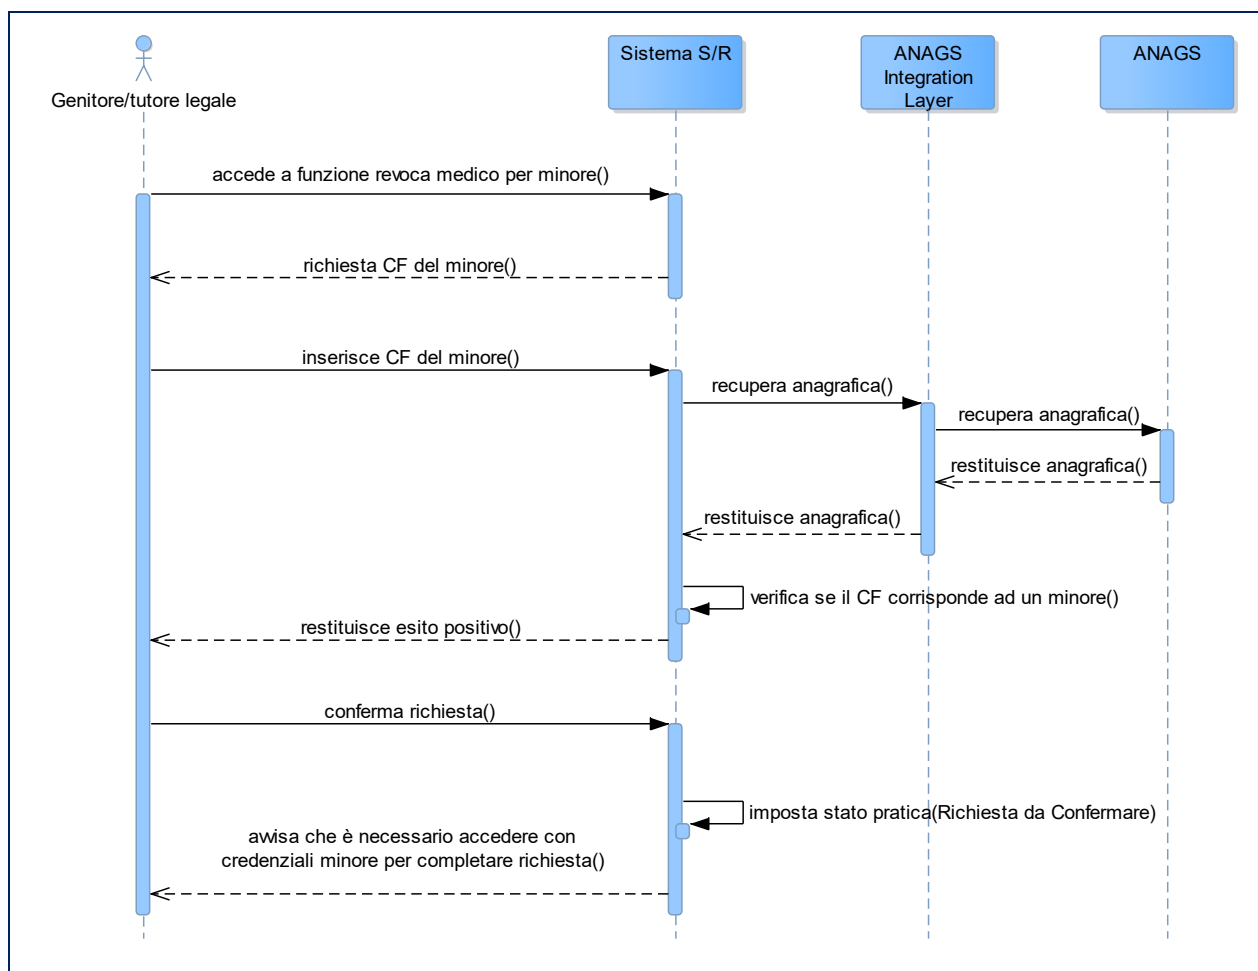 Genitore/tutore legale
Sistema S/R
ANAGS
Integration
Layer
ANAGS
accede a funzione revoca medico per minore()
richiesta CF del minore()
inserisce CF del minore()
recupera anagrafica()
recupera anagrafica()
restituisce anagrafica()
restituisce anagrafica()
verifica se il CF corrisponde ad un minore()
restituisce esito positivo()
conferma richiesta()
imposta stato pratica(Richiesta da Confermare)
avvisa che è necessario accedere con
credenziali minore per completare richiesta()